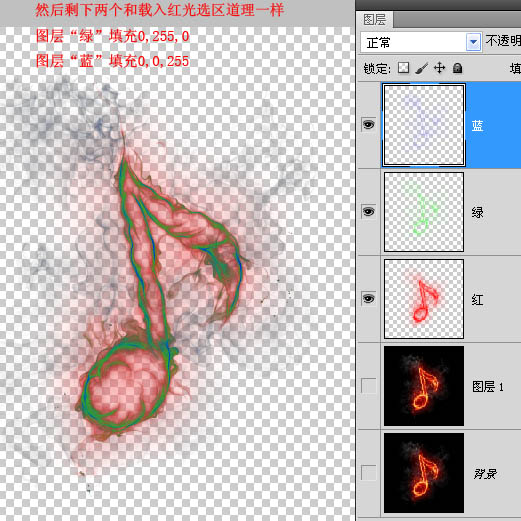 然后剩下两个和载入红光选区道理一样
图层“绿”填充0,255,0
图层“蓝”填充0,0,255
图层
正常
不透明
锁定:
填
蓝
绿
红
图层 1
背景